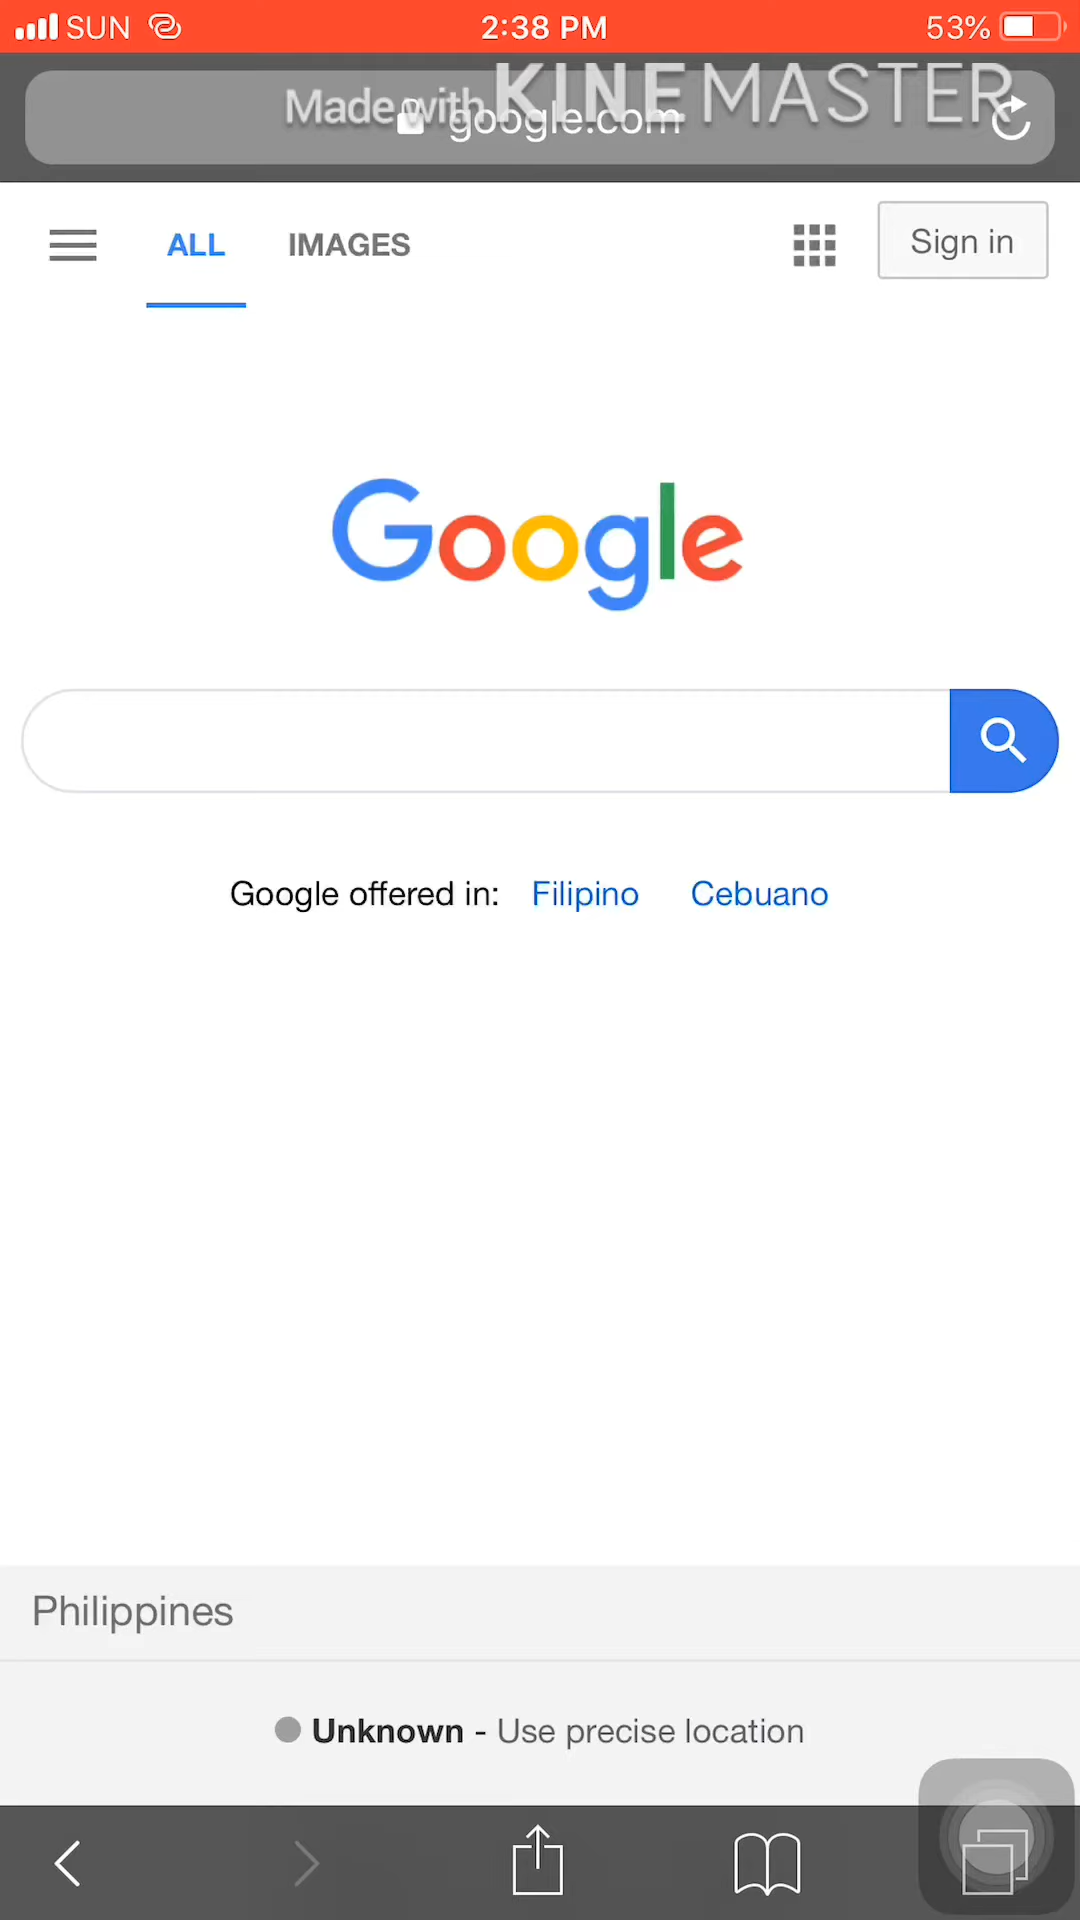 SUN 2:38 PM 53%
Made with KINEMASTER
google.com
ALL IMAGES Sign in
Google
Google offered in: Filipino Cebuano
Philippines
Unknown - Use precise location